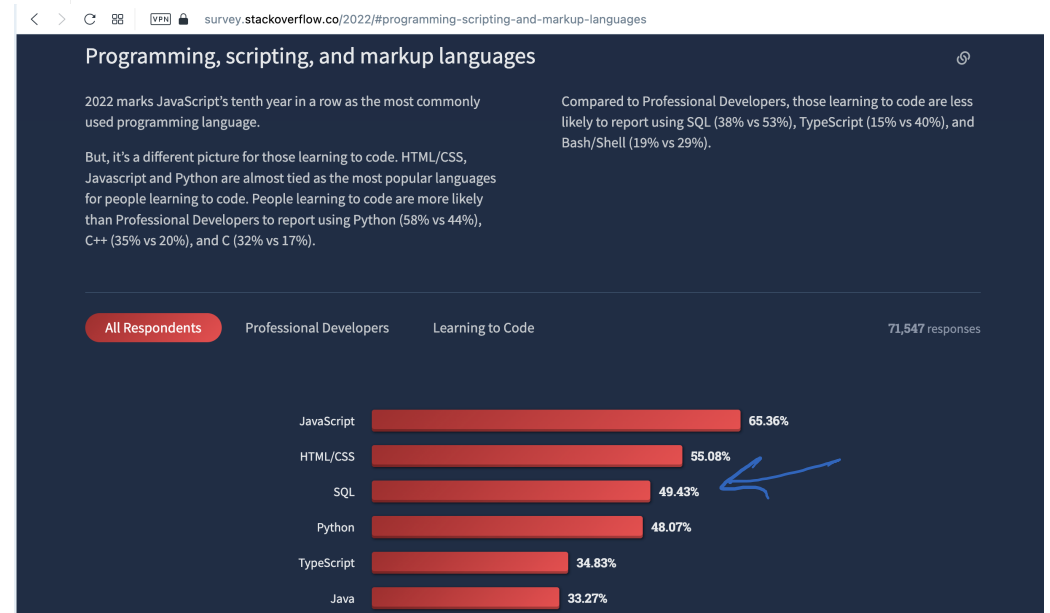 VPN survey.stackoverflow.co/2022/#programming-scripting-and-markup-languages
Programming, scripting, and markup languages
2022 marks JavaScript’s tenth year in a row as the most commonly
used programming language.
But, it’s a different picture for those learning to code. HTML/CSS,
Javascript and Python are almost tied as the most popular languages
for people learning to code. People learning to code are more likely
than Professional Developers to report using Python (58% vs 44%),
C++ (35% vs 20%), and C (32% vs 17%).
Compared to Professional Developers, those learning to code are less
likely to report using SQL (38% vs 53%), TypeScript (15% vs 40%), and
Bash/Shell (19% vs 29%).
All Respondents Professional Developers Learning to Code 71,547 responses
JavaScript 65.36%
HTML/CSS 55.08%
SQL 49.43%
Python 48.07%
TypeScript 34.83%
Java 33.27%